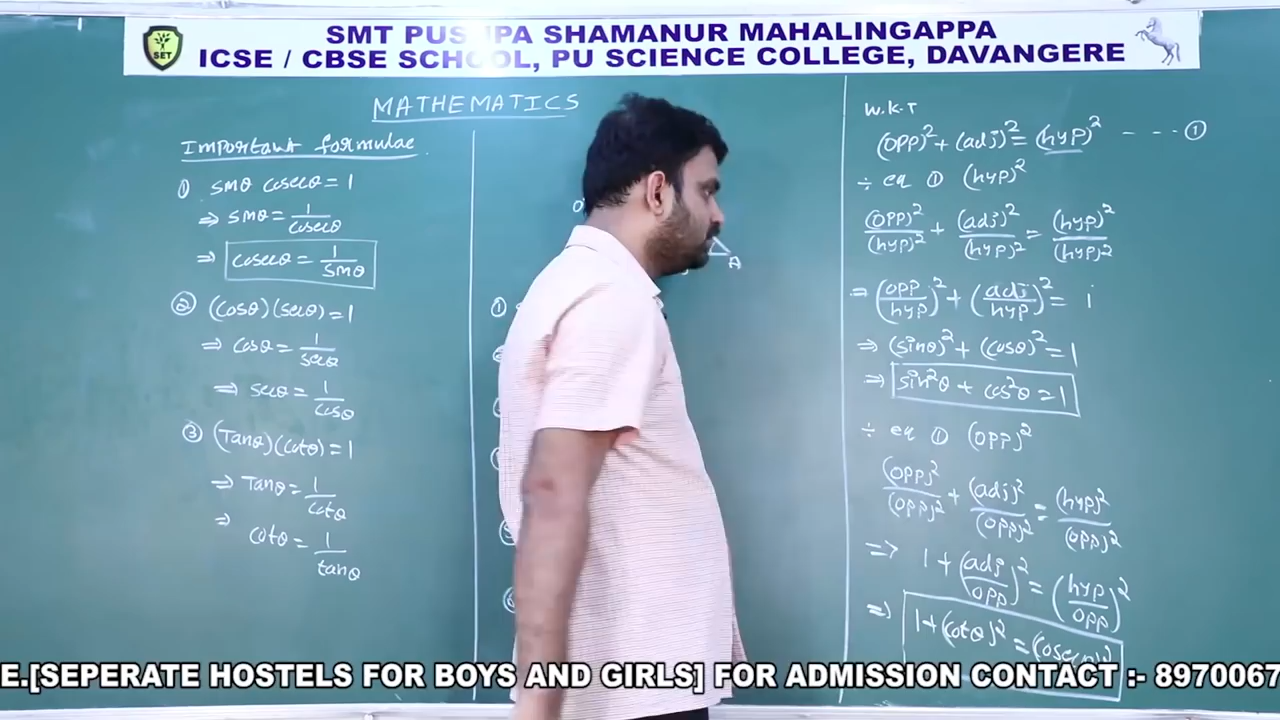 SET
SMT PUSHPA SHAMANUR MAHALINGAPPA
ICSE / CBSE SCHOOL, PU SCIENCE COLLEGE, DAVANGERE
MATHEMATICS
Important formulae
① sinθ cosecθ = 1
⇒ sinθ = 1/cosecθ
⇒ cosecθ = 1/sinθ
② (cosθ)(secθ) = 1
⇒ cosθ = 1/secθ
⇒ secθ = 1/cosθ
③ (Tanθ)(cotθ) = 1
⇒ Tanθ = 1/cotθ
⇒ cotθ = 1/tanθ
A
①
W.K.T
(opp)² + (adj)² = (hyp)² - - - ①
÷ eq ① (hyp)²
(opp)²/(hyp)² + (adj)²/(hyp)² = (hyp)²/(hyp)²
⇒ (opp/hyp)² + (adj/hyp)² = 1
⇒ (sinθ)² + (cosθ)² = 1
⇒ sin²θ + cos²θ = 1
÷ eq ① (opp)²
(opp)²/(opp)² + (adj)²/(opp)² = (hyp)²/(opp)²
⇒ 1 + (adj/opp)² = (hyp/opp)²
⇒ 1 + (cotθ)² =
E.[SEPERATE HOSTELS FOR BOYS AND GIRLS] FOR ADMISSION CONTACT :- 8970067